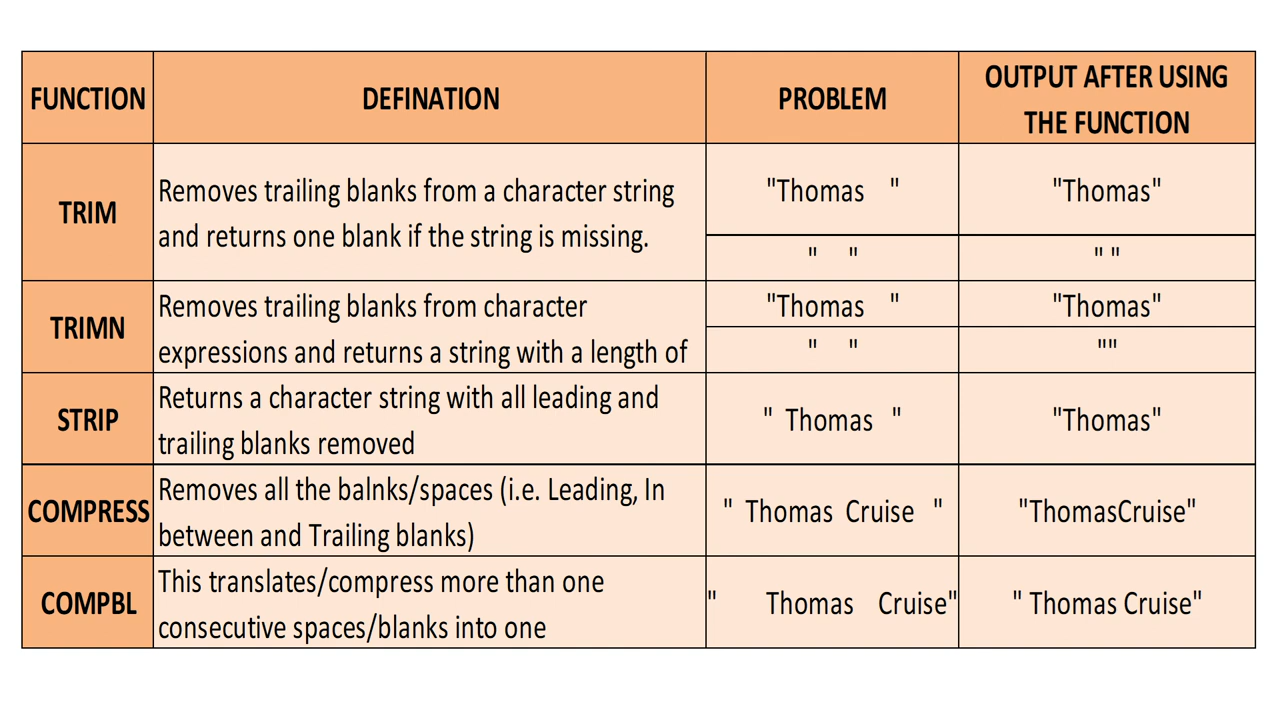 FUNCTION DEFINATION PROBLEM OUTPUT AFTER USING
THE FUNCTION
TRIM
Removes trailing blanks from a character string
and returns one blank if the string is missing.
"Thomas    " "Thomas"
"     " " "
TRIMN
Removes trailing blanks from character
expressions and returns a string with a length of
"Thomas    " "Thomas"
"     " ""
STRIP
Returns a character string with all leading and
trailing blanks removed
"  Thomas   " "Thomas"
COMPRESS
Removes all the balnks/spaces (i.e. Leading, In
between and Trailing blanks)
"  Thomas  Cruise   " "ThomasCruise"
COMPBL
This translates/compress more than one
consecutive spaces/blanks into one
"       Thomas    Cruise" " Thomas Cruise"